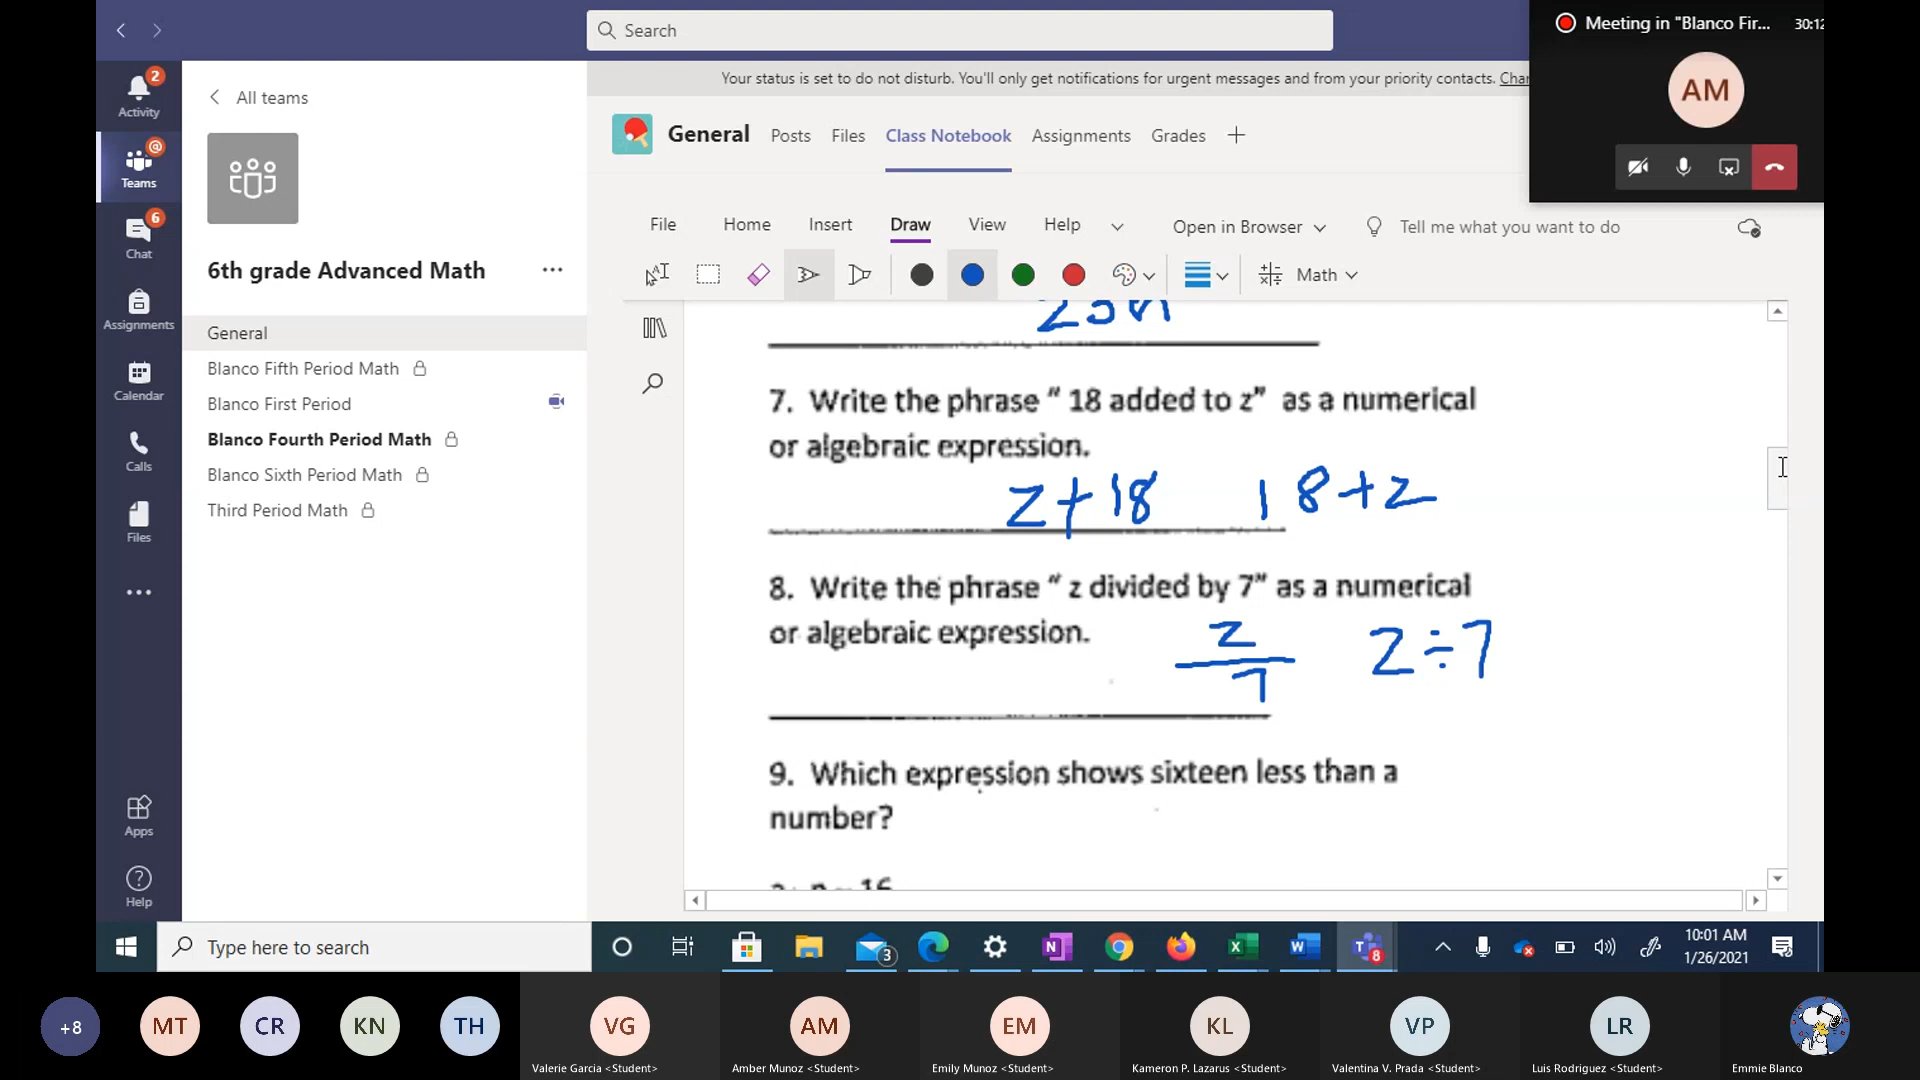 Search
Meeting in "Blanco Fir...
30:12
AM
Your status is set to do not disturb. You'll only get notifications for urgent messages and from your priority contacts.
2
Activity
Teams
6
Chat
Assignments
Calendar
Calls
Files
Apps
Help
All teams
6th grade Advanced Math
General
Blanco Fifth Period Math
Blanco First Period
Blanco Fourth Period Math
Blanco Sixth Period Math
Third Period Math
General Posts Files Class Notebook Assignments Grades
File Home Insert Draw View Help Open in Browser Tell me what you want to do
Math
7. Write the phrase " 18 added to z" as a numerical
or algebraic expression.
z+18 18+z
8. Write the phrase " z divided by 7" as a numerical
or algebraic expression.
z
7
z÷7
9. Which expression shows sixteen less than a
number?
Type here to search
3
8
10:01 AM
1/26/2021
+8
MT
CR
KN
TH
VG
AM
EM
KL
VP
LR
Valerie Garcia <Student>
Amber Munoz <Student>
Emily Munoz <Student>
Kameron P. Lazarus <Student>
Valentina V. Prada <Student>
Luis Rodriguez <Student>
Emmie Blanco